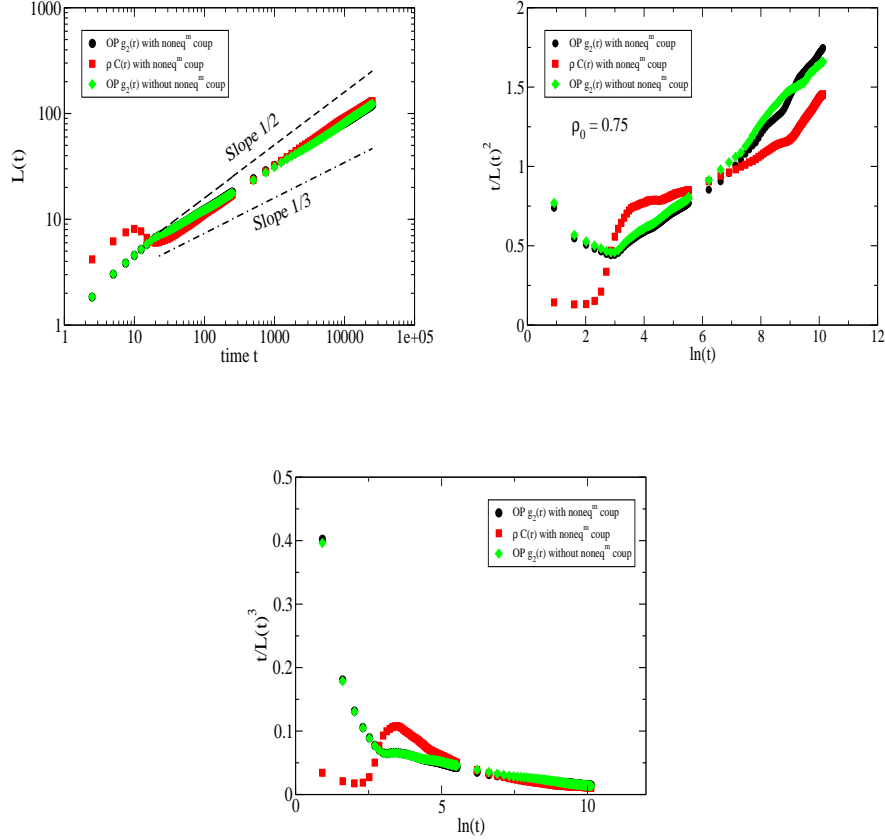 1000
100
10
1
L(t)
OP g₂(r) with noneqᵐ coup
ρ C(r) with noneqᵐ coup
OP g₂(r) without noneqᵐ coup
Slope 1/2
Slope 1/3
1 10 100 1000 10000 1e+05
time t
2
1.5
1
0.5
0
t/L(t)²
OP g₂(r) with noneqᵐ coup
ρ C(r) with noneqᵐ coup
OP g₂(r) without noneqᵐ coup
ρ₀ = 0.75
0 2 4 6 8 10 12
ln(t)
0.5
0.4
0.3
0.2
0.1
0
t/L(t)³
OP g₂(r) with noneqᵐ coup
ρ C(r) with noneqᵐ coup
OP g₂(r) without noneqᵐ coup
0 5 10
ln(t)